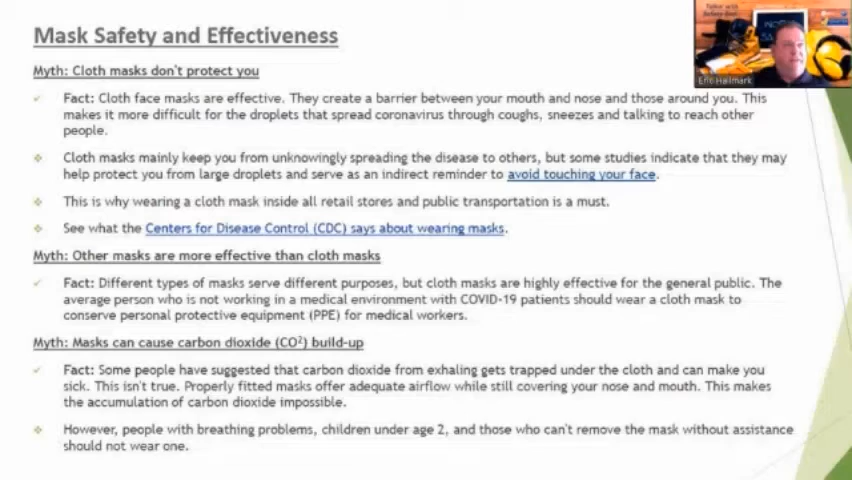 Mask Safety and Effectiveness
Myth: Cloth masks don't protect you
Fact: Cloth face masks are effective. They create a barrier between your mouth and nose and those around you. This
makes it more difficult for the droplets that spread coronavirus through coughs, sneezes and talking to reach other
people.
Cloth masks mainly keep you from unknowingly spreading the disease to others, but some studies indicate that they may
help protect you from large droplets and serve as an indirect reminder to avoid touching your face.
This is why wearing a cloth mask inside all retail stores and public transportation is a must.
See what the Centers for Disease Control (CDC) says about wearing masks.
Myth: Other masks are more effective than cloth masks
Fact: Different types of masks serve different purposes, but cloth masks are highly effective for the general public. The
average person who is not working in a medical environment with COVID-19 patients should wear a cloth mask to
conserve personal protective equipment (PPE) for medical workers.
Myth: Masks can cause carbon dioxide (CO²) build-up
Fact: Some people have suggested that carbon dioxide from exhaling gets trapped under the cloth and can make you
sick. This isn't true. Properly fitted masks offer adequate airflow while still covering your nose and mouth. This makes
the accumulation of carbon dioxide impossible.
However, people with breathing problems, children under age 2, and those who can't remove the mask without assistance
should not wear one.
Eric Hallmark